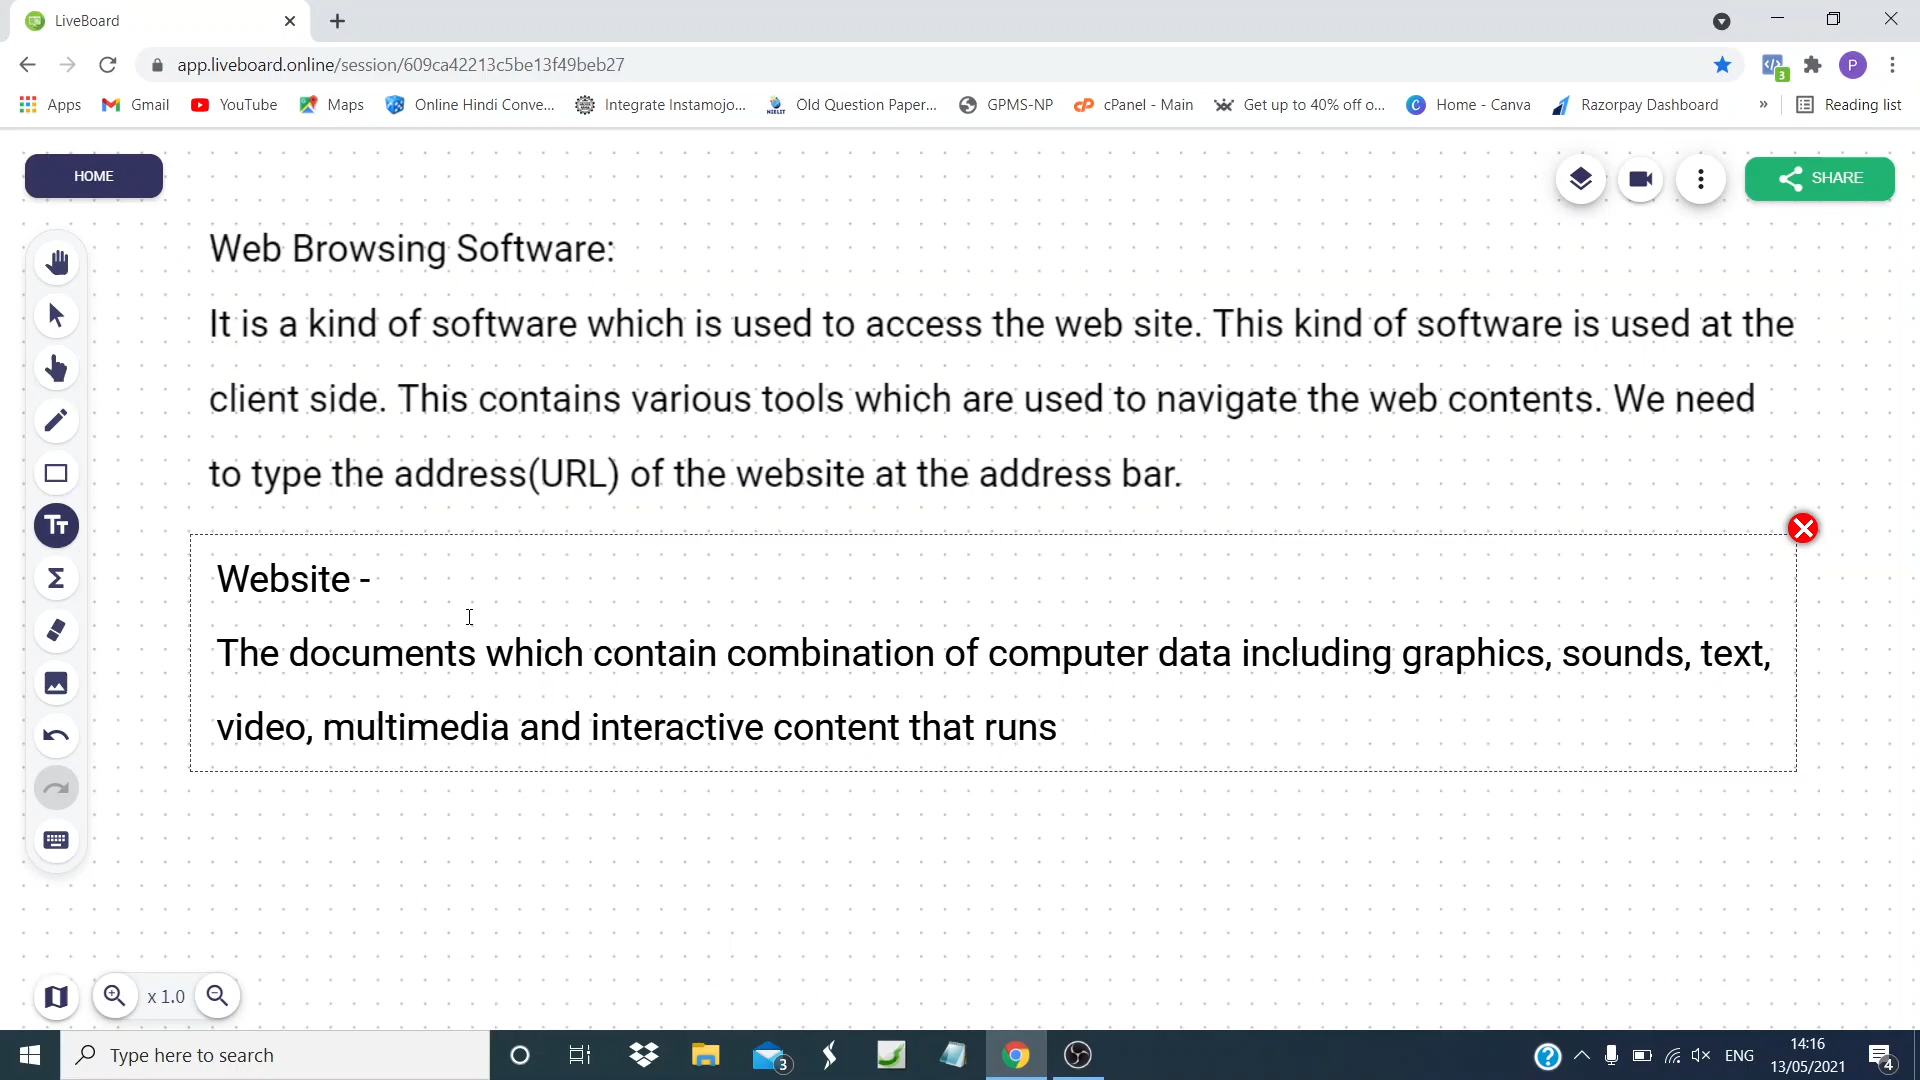 LiveBoard
app.liveboard.online/session/609ca42213c5be13f49beb27
Apps Gmail YouTube Maps Online Hindi Conve... Integrate Instamojo... Old Question Paper... GPMS-NP cPanel - Main Get up to 40% off o... Home - Canva Razorpay Dashboard » Reading list
HOME
SHARE
Web Browsing Software:
It is a kind of software which is used to access the web site. This kind of software is used at the
client side. This contains various tools which are used to navigate the web contents. We need
to type the address(URL) of the website at the address bar.
Website -
The documents which contain combination of computer data including graphics, sounds, text,
video, multimedia and interactive content that runs
x 1.0
Type here to search
3
ENG
14:16
13/05/2021
4